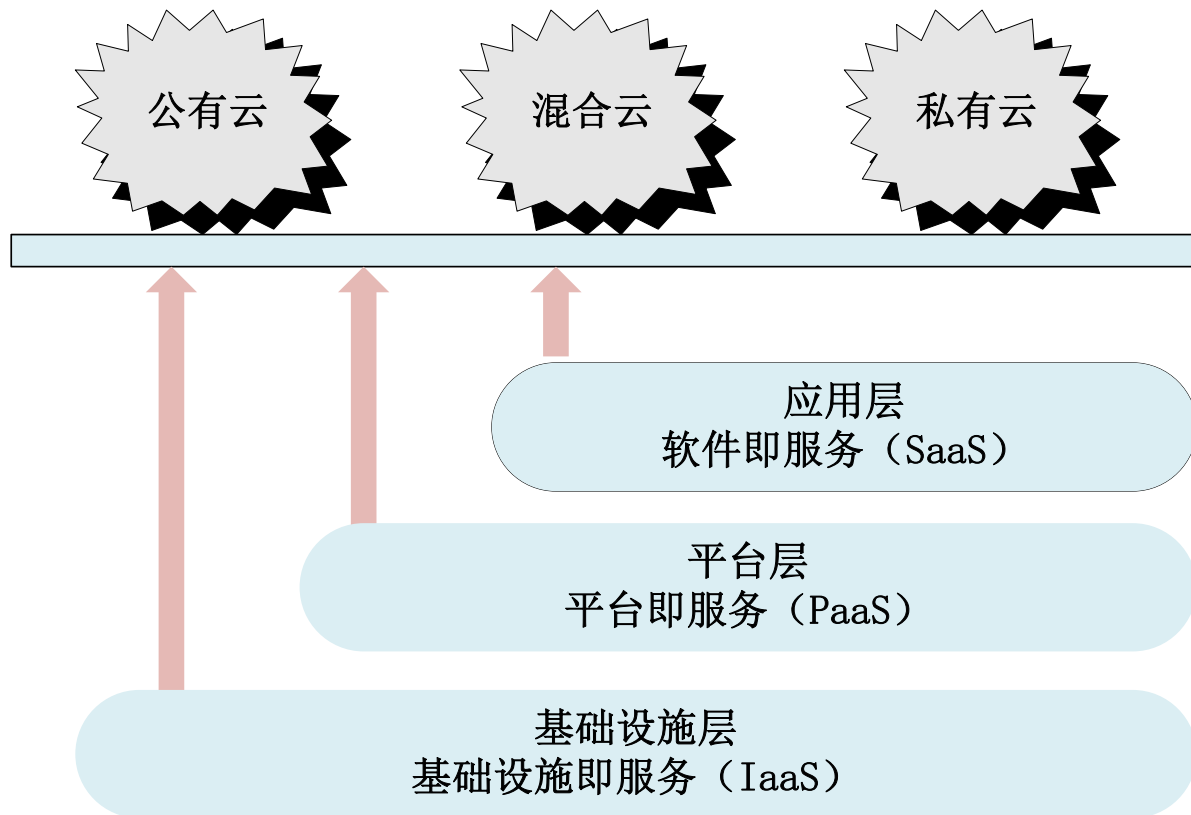 公有云
混合云
私有云
应用层
软件即服务（SaaS）
平台层
平台即服务（PaaS）
基础设施层
基础设施即服务（IaaS）